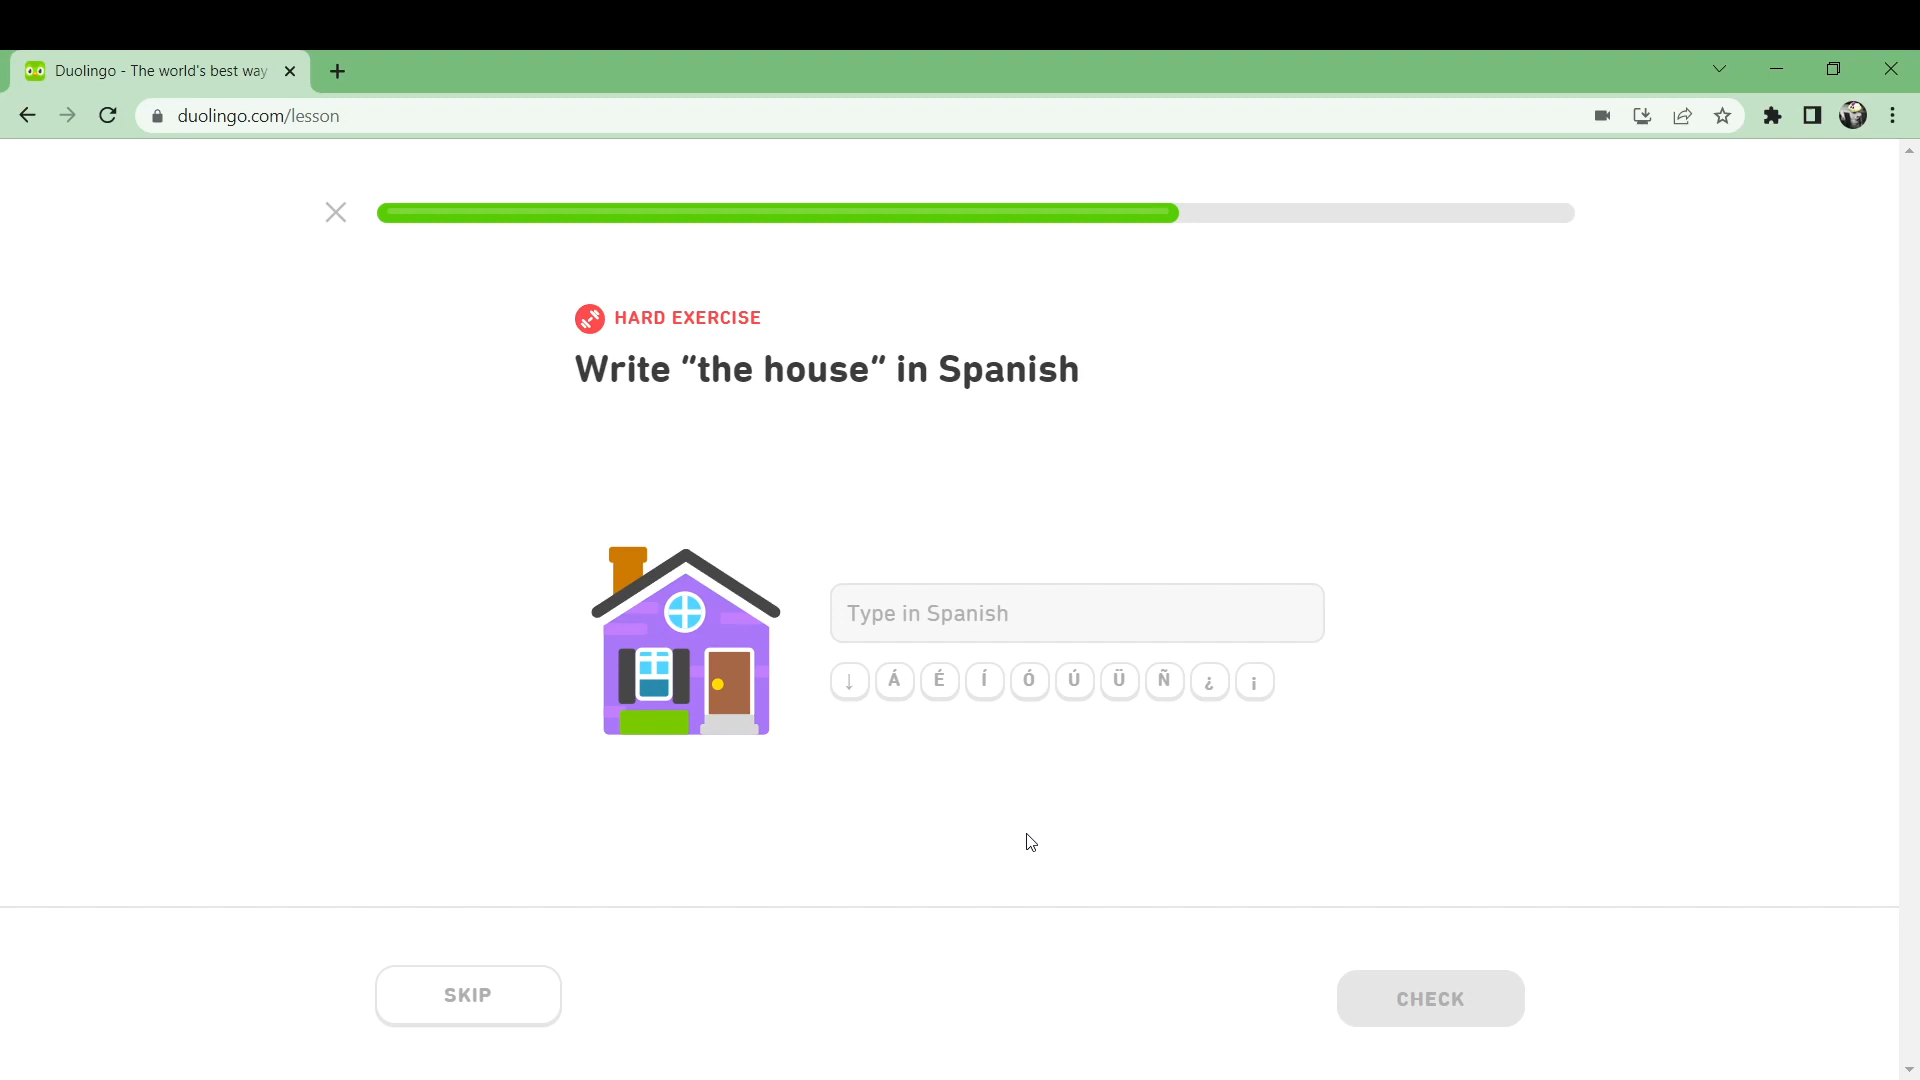 Duolingo - The world's best way
duolingo.com/lesson
HARD EXERCISE
Write "the house" in Spanish
Type in Spanish
↓ Á É Í Ó Ú Ü Ñ ¿ ¡
SKIP
CHECK